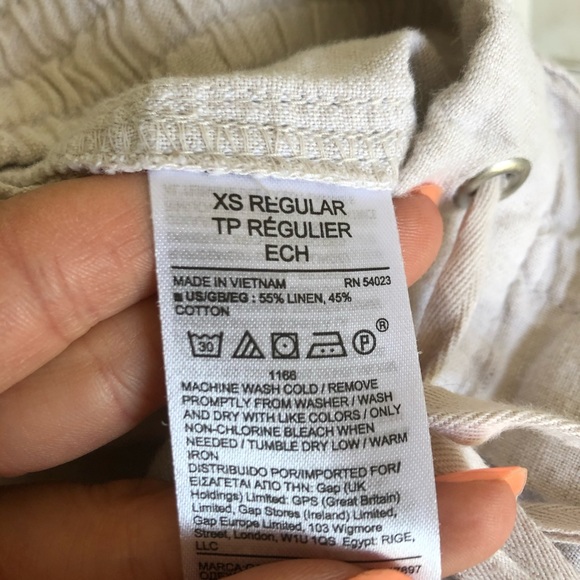 XS REGULAR
TP RÉGULIER
ECH
MADE IN VIETNAM RN 54023
US/GB/EG : 55% LINEN, 45%
COTTON
30 P ®
1166
MACHINE WASH COLD / REMOVE
PROMPTLY FROM WASHER / WASH
AND DRY WITH LIKE COLORS / ONLY
NON-CHLORINE BLEACH WHEN
NEEDED / TUMBLE DRY LOW / WARM
IRON
DISTRIBUIDO POR/IMPORTED FOR/
ΕΙΣΑΓΕΤΑΙ ΑΠΟ ΤΗΝ: Gap (UK
Holdings) Limited: GPS (Great Britain)
Limited, Gap Stores (Ireland) Limited,
Gap Europe Limited, 103 Wigmore
Street, London, W1U 1QS Egypt: RIGE,
LLC